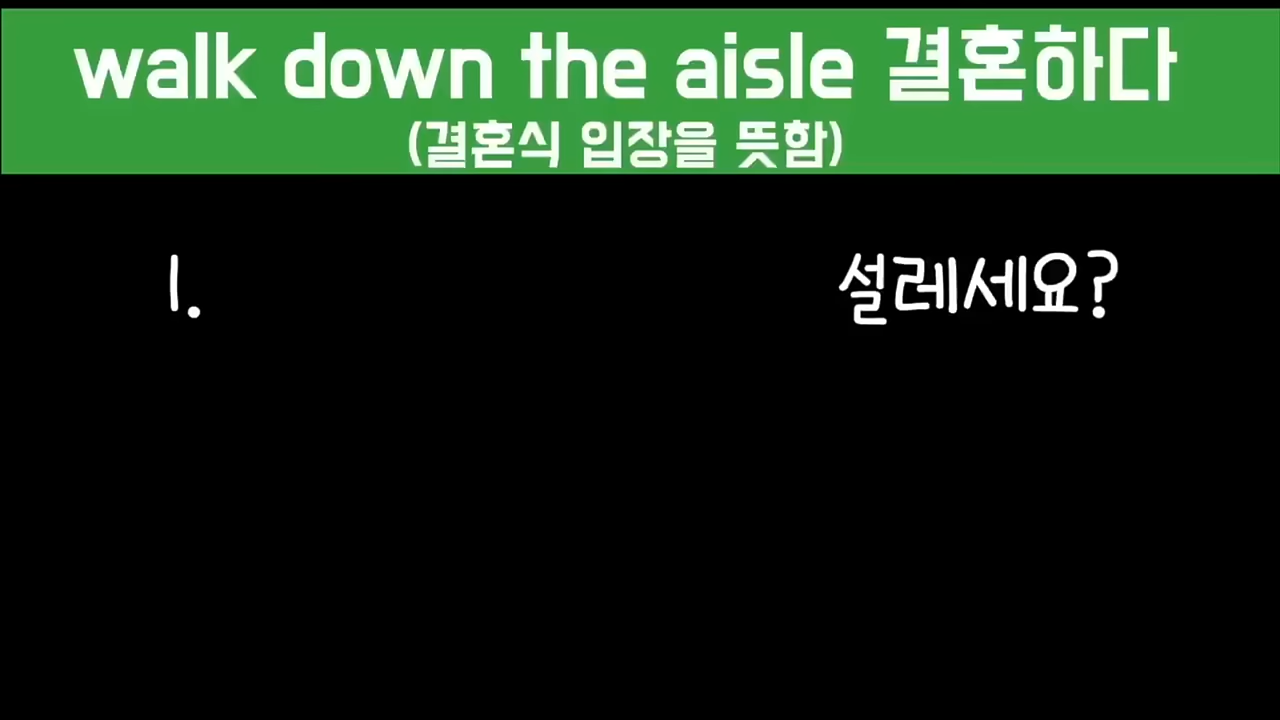 walk down the aisle 결혼하다
(결혼식 입장을 뜻함)
1. 설레세요?